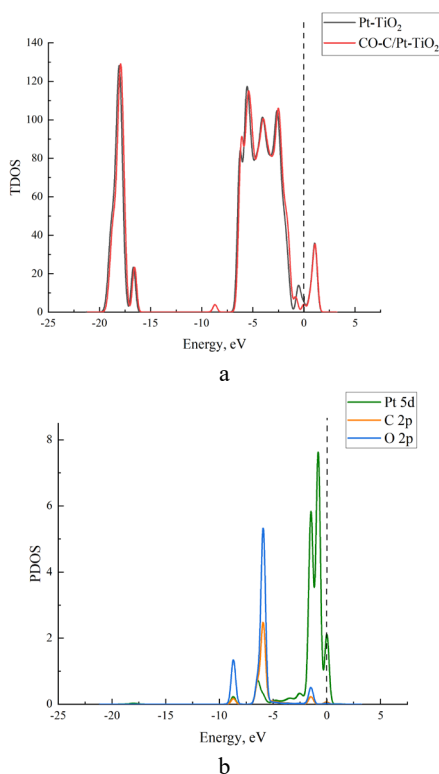 Pt-TiO₂
CO-C/Pt-TiO₂
140
120
100
80
60
40
20
0
TDOS
-25 -20 -15 -10 -5 0 5
Energy, eV
a
Pt 5d
C 2p
O 2p
8
6
4
2
0
PDOS
-25 -20 -15 -10 -5 0 5
Energy, eV
b